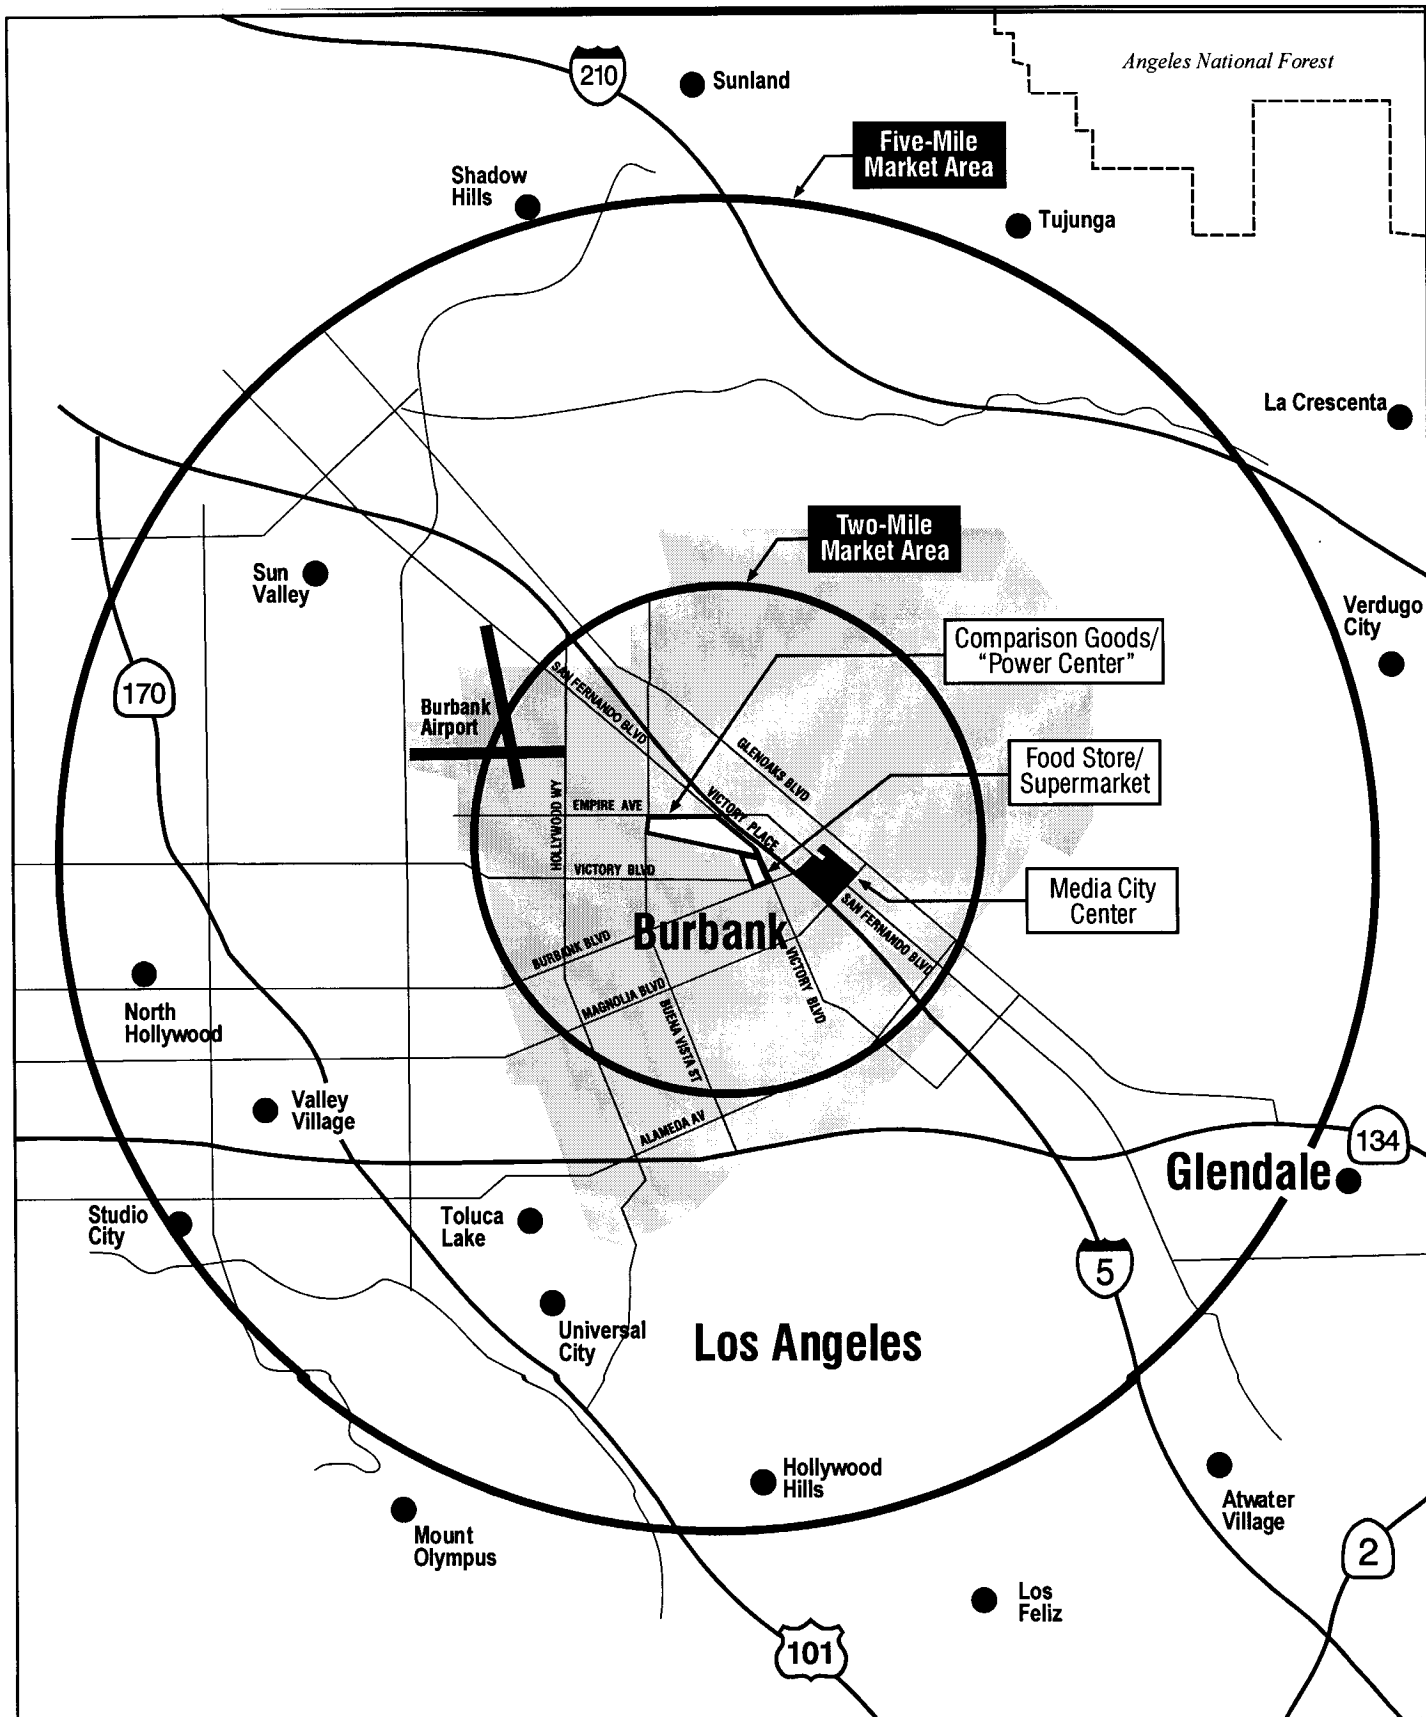 Angeles National Forest
210
Sunland
Five-Mile
Market Area
Shadow
Hills
Tujunga
La Crescenta
Two-Mile
Market Area
Sun
Valley
Verdugo
City
Comparison Goods/
“Power Center”
170
Burbank
Airport
SAN FERNANDO BLVD
GLENOAKS BLVD
Food Store/
Supermarket
HOLLYWOOD WY
EMPIRE AVE
VICTORY PLACE
VICTORY BLVD
Media City
Center
SAN FERNANDO BLVD
Burbank
BURBANK BLVD
VICTORY BLVD
MAGNOLIA BLVD
BUENA VISTA ST
North
Hollywood
Valley
Village
ALAMEDA AV
134
Glendale
Studio
City
Toluca
Lake
5
Universal
City
Los Angeles
Hollywood
Hills
Atwater
Village
Mount
Olympus
2
Los
Feliz
101